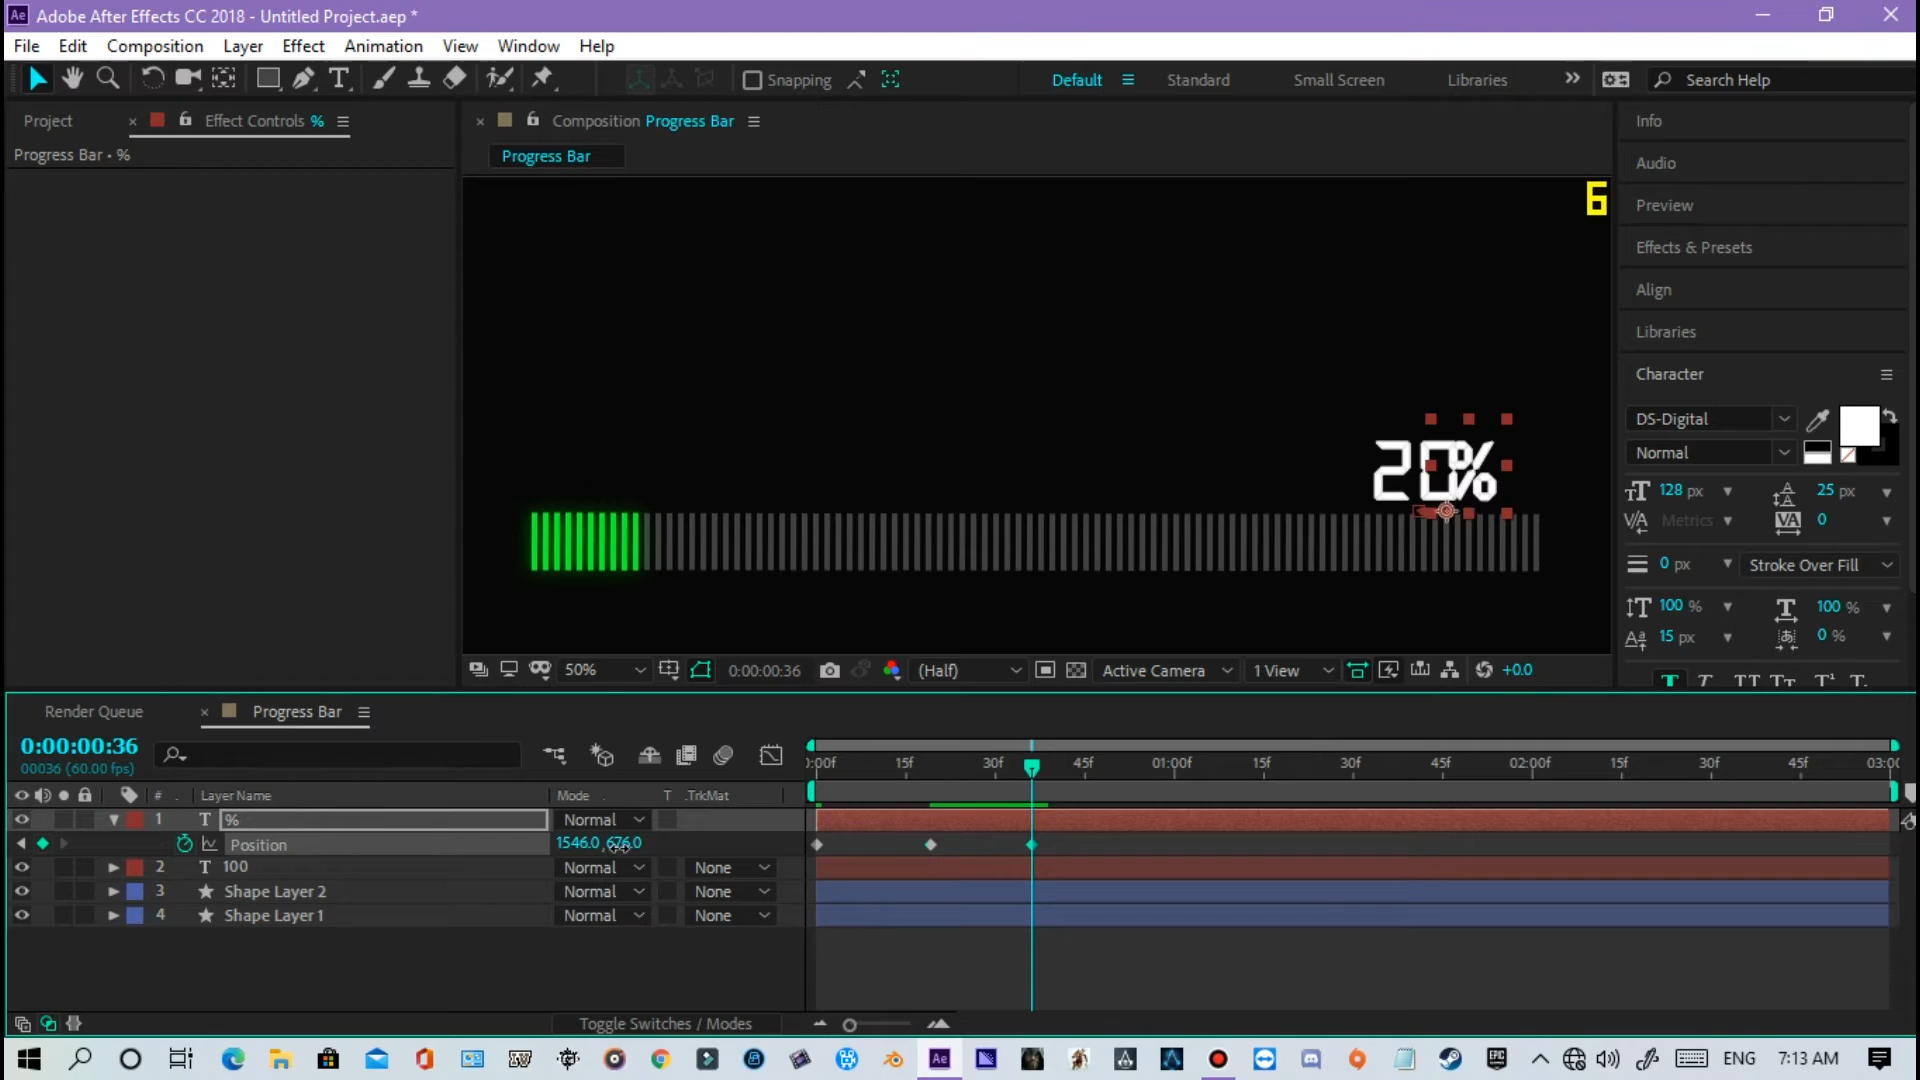 Ae Adobe After Effects CC 2018 - Untitled Project.aep *
File Edit Composition Layer Effect Animation View Window Help
Snapping Default Standard Small Screen Libraries Search Help
Project Effect Controls % Composition Progress Bar Info
Progress Bar • % Progress Bar Audio
6
Preview
Effects & Presets
Align
Libraries
Character
DS-Digital
20% Normal
128 px 25 px
Metrics 0
0 px Stroke Over Fill
100 % 100 %
15 px 0 %
50% 0:00:00:36 (Half) Active Camera 1 View +0.0
Render Queue Progress Bar
0:00:00:36
00036 (60.00 fps)
:00f 15f 30f 45f 01:00f 15f 30f 45f 02:00f 15f 30f 45f 03:00
# Layer Name Mode T .TrkMat
1 T % Normal
Position 1546.0, 676.0
2 T 100 Normal None
3 Shape Layer 2 Normal None
4 Shape Layer 1 Normal None
Toggle Switches / Modes
Ae EPIC ENG 7:13 AM